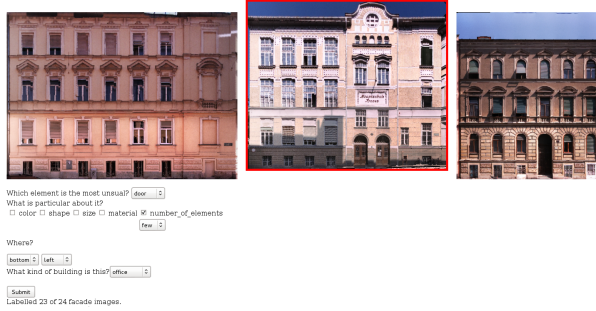 Which element is the most unsual? door
What is particular about it?
color shape size material number_of_elements
few
Where?
bottom left
What kind of building is this? office
Submit
Labelled 23 of 24 facade images.